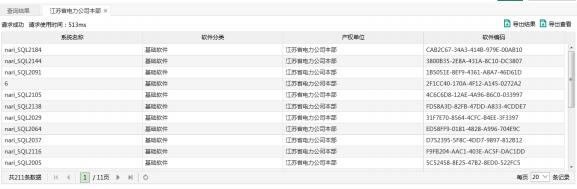 查询结果 江苏省电力公司本部 ×
请求成功 请求使用时间：513ms 导出结果 导出查看
系统名称 软件分类 产权单位 软件编码
nari_SQL2184 基础软件 江苏省电力公司本部 CAB2C67-34A3-414B-979E-00AB10
nari_SQL2144 基础软件 江苏省电力公司本部 3800B35-2E8A-431A-8C10-DC3807
nari_SQL2091 基础软件 江苏省电力公司本部 1B5051E-8EF9-4361-A8A7-46D61D
6 基础软件 江苏省电力公司本部 2F1CC40-170A-4F12-A145-0272A2
nari_SQL2105 基础软件 江苏省电力公司本部 4C6C6D8-12AE-4A96-B6C0-033997
nari_SQL2138 基础软件 江苏省电力公司本部 FD58A3D-82FB-47DD-A833-4CDDE7
nari_SQL2029 基础软件 江苏省电力公司本部 31F7E70-8564-4CFC-B4EE-3F3397
nari_SQL2064 基础软件 江苏省电力公司本部 ED58FF9-0181-4828-A996-704E9C
nari_SQL2037 基础软件 江苏省电力公司本部 D752395-5F8C-4DD7-9B97-812B12
nari_SQL2116 基础软件 江苏省电力公司本部 F9FB204-AAC1-403E-AC5F-DAC1DD
nari_SQL2005 基础软件 江苏省电力公司本部 5C52458-8E25-47B2-8ED0-522FC5
共211条数据 1 / 11页 每页 20 条记录